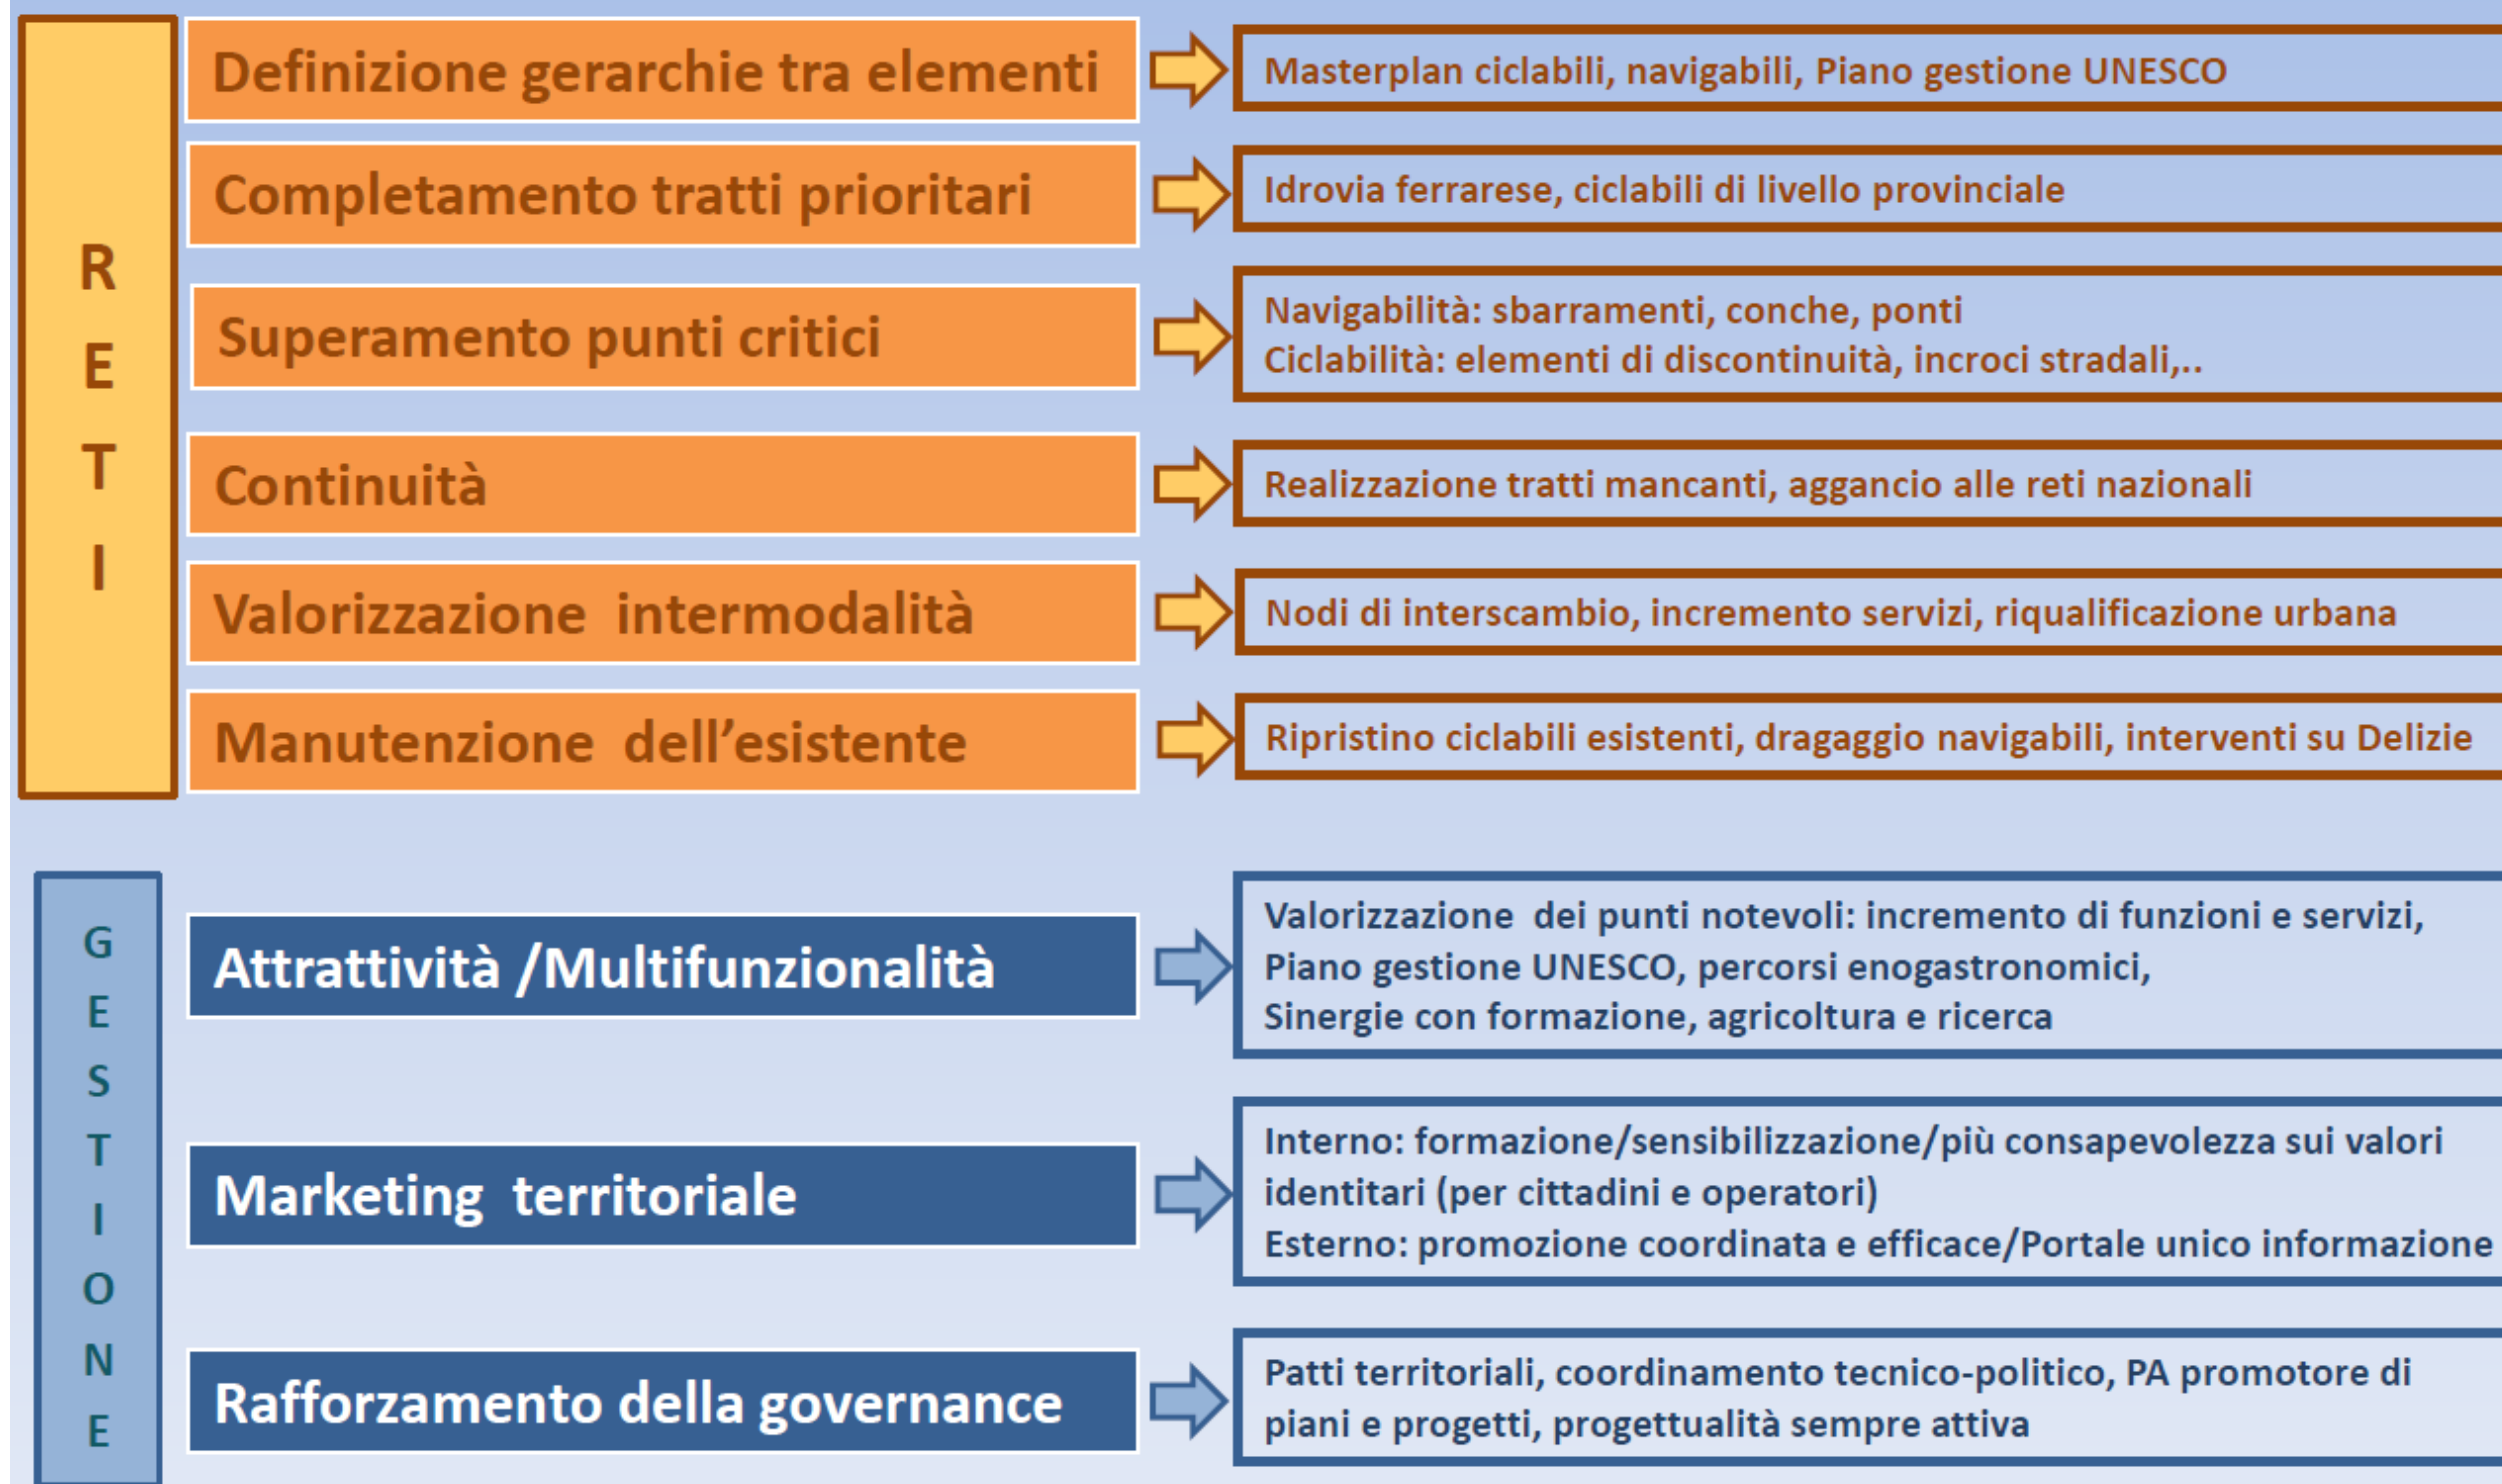 RETI
Definizione gerarchie tra elementi
Masterplan ciclabili, navigabili, Piano gestione UNESCO
Completamento tratti prioritari
Idrovia ferrarese, ciclabili di livello provinciale
Superamento punti critici
Navigabilità: sbarramenti, conche, ponti
Ciclabilità: elementi di discontinuità, incroci stradali,..
Continuità
Realizzazione tratti mancanti, aggancio alle reti nazionali
Valorizzazione intermodalità
Nodi di interscambio, incremento servizi, riqualificazione urbana
Manutenzione dell’esistente
Ripristino ciclabili esistenti, dragaggio navigabili, interventi su Delizie
GESTIONE
Attrattività /Multifunzionalità
Valorizzazione dei punti notevoli: incremento di funzioni e servizi,
Piano gestione UNESCO, percorsi enogastronomici,
Sinergie con formazione, agricoltura e ricerca
Marketing territoriale
Interno: formazione/sensibilizzazione/più consapevolezza sui valori
identitari (per cittadini e operatori)
Esterno: promozione coordinata e efficace/Portale unico informazione
Rafforzamento della governance
Patti territoriali, coordinamento tecnico-politico, PA promotore di
piani e progetti, progettualità sempre attiva